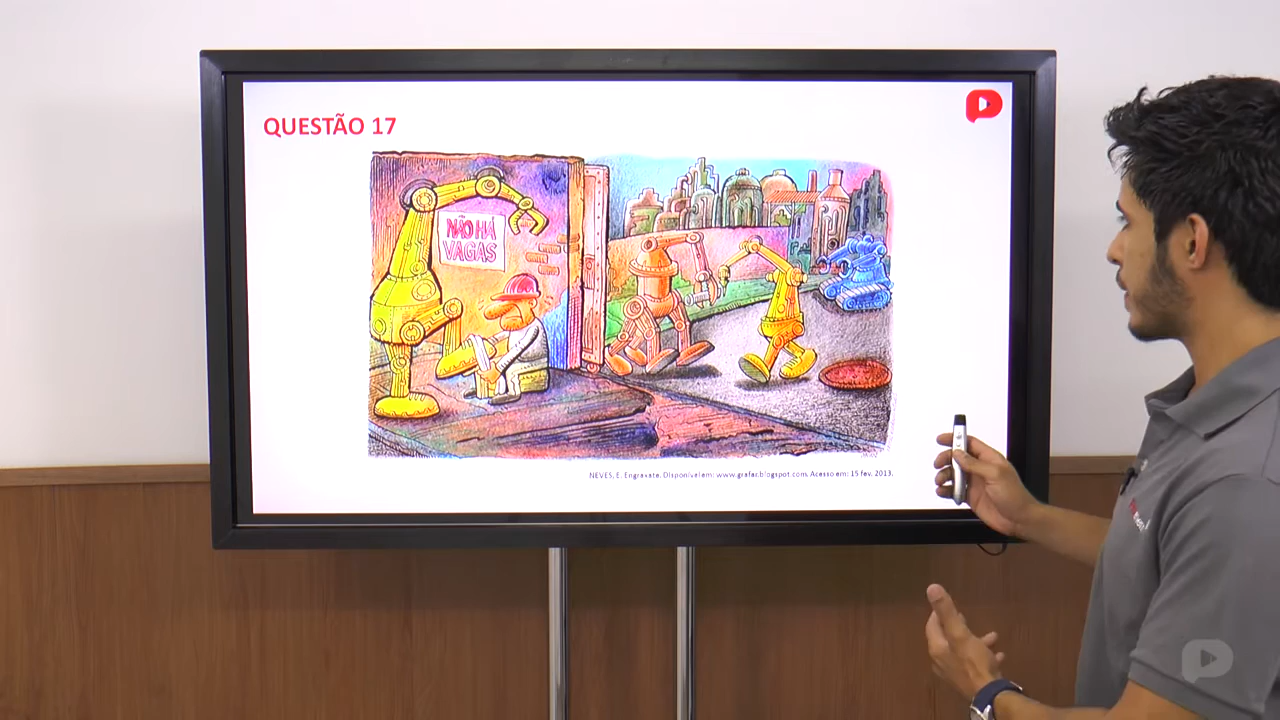 QUESTÃO 17
NÃO HÁ
VAGAS
NEVES, E. Engraxate. Disponível em: www.grafar.blogspot.com. Acesso em: 15 fev. 2013.